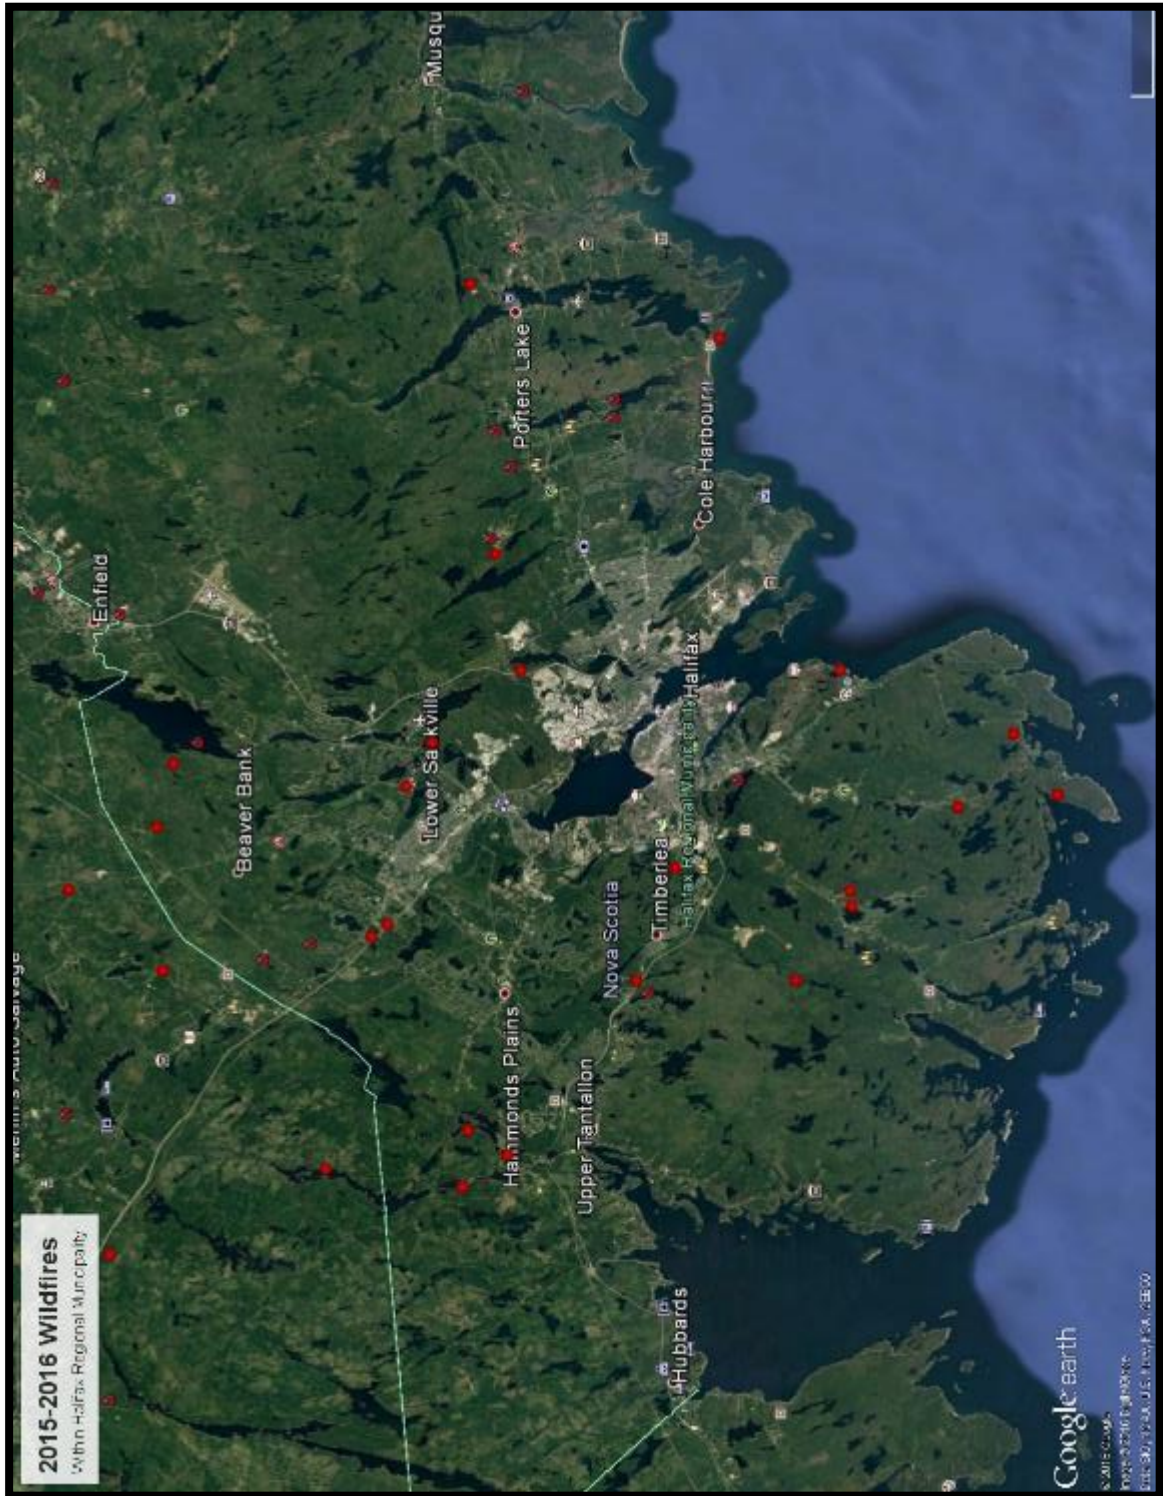 2015-2016 Wildfires
Within Halifax Regional Municipality
Enfield
Musqu
Beaver Bank
Lower Sackville
Porters Lake
Hammonds Plains
Nova Scotia
Timberlea
Halifax Regional Municipality
Halifax
Cole Harbour
Upper Tantallon
Hubbards
Google earth